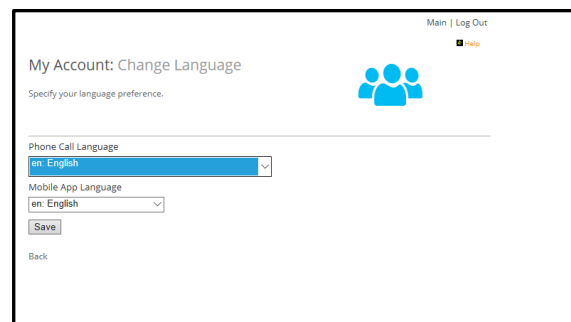 Main | Log Out
Help
My Account: Change Language
Specify your language preference.
Phone Call Language
en: English
Mobile App Language
en: English
Save
Back